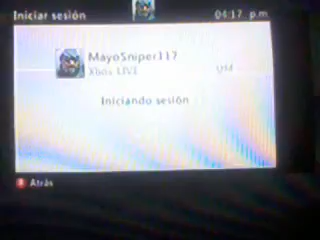 Iniciar sesión 04:17 p.m.
MayoSniper117
Xbox LIVE
Iniciando sesión
Atrás